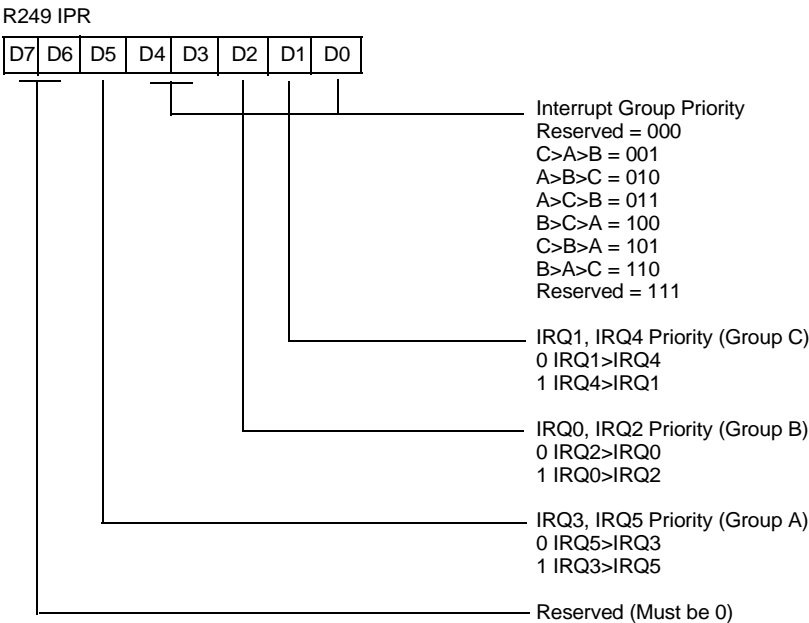 R249 IPR
D7 D6 D5 D4 D3 D2 D1 D0
Interrupt Group Priority
Reserved = 000
C>A>B = 001
A>B>C = 010
A>C>B = 011
B>C>A = 100
C>B>A = 101
B>A>C = 110
Reserved = 111
IRQ1, IRQ4 Priority (Group C)
0 IRQ1>IRQ4
1 IRQ4>IRQ1
IRQ0, IRQ2 Priority (Group B)
0 IRQ2>IRQ0
1 IRQ0>IRQ2
IRQ3, IRQ5 Priority (Group A)
0 IRQ5>IRQ3
1 IRQ3>IRQ5
Reserved (Must be 0)